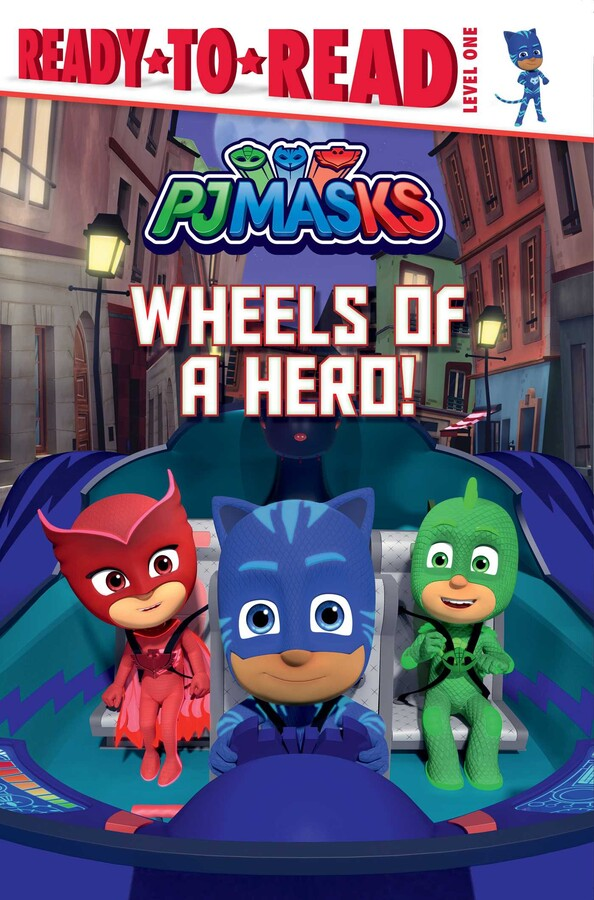 READY★TO★READ
LEVEL ONE
PJMASKS
WHEELS OF
A HERO!